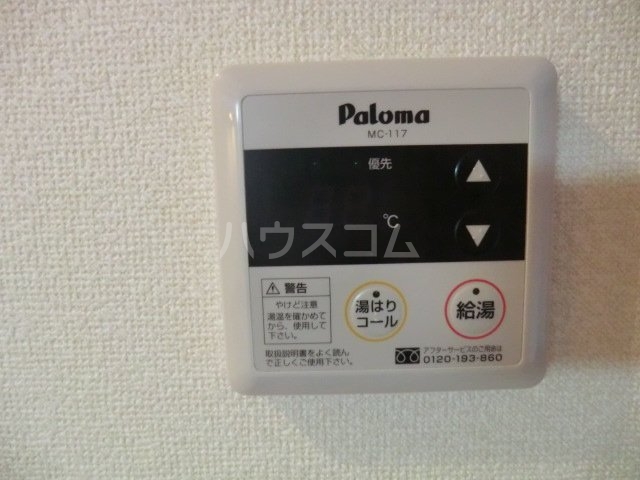 Paloma
MC-117
優先
℃
ハウスコム
警告
やけど注意
湯温を確かめて
から、使用して
下さい。
取扱説明書をよく読ん
で正しくご使用下さい。
湯はり
コール
給湯
アフターサービスのご用命は
0120-193-860